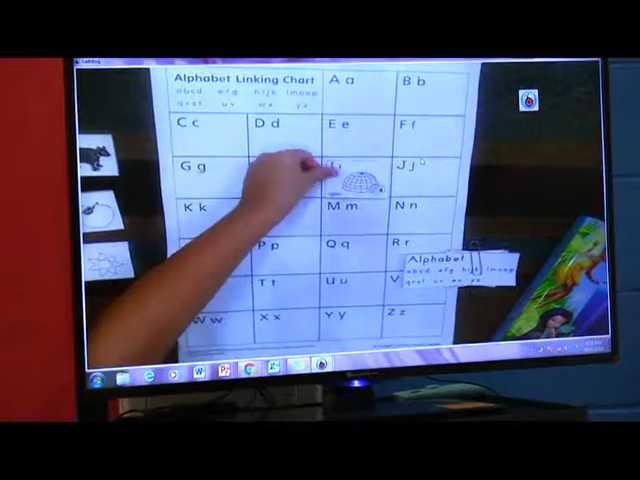 Alphabet Linking Chart
abcd efg hijk lmnop
qrst uv wx yz
A a
B b
C c
D d
E e
F f
G g
I i
J j
K k
M m
N n
P p
Q q
R r
T t
U u
V
W w
X x
Y y
Z z
Alphabet
abcd efg hijk lmnop
qrst uv wx yz